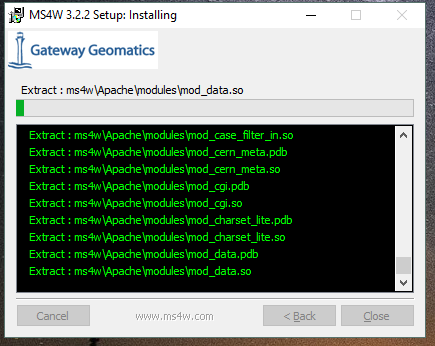 MS4W 3.2.2 Setup: Installing
Gateway Geomatics
Extract : ms4w\Apache\modules\mod_data.so
Extract : ms4w\Apache\modules\mod_case_filter_in.so
Extract : ms4w\Apache\modules\mod_cern_meta.pdb
Extract : ms4w\Apache\modules\mod_cern_meta.so
Extract : ms4w\Apache\modules\mod_cgi.pdb
Extract : ms4w\Apache\modules\mod_cgi.so
Extract : ms4w\Apache\modules\mod_charset_lite.pdb
Extract : ms4w\Apache\modules\mod_charset_lite.so
Extract : ms4w\Apache\modules\mod_data.pdb
Extract : ms4w\Apache\modules\mod_data.so
Cancel www.ms4w.com < Back Close